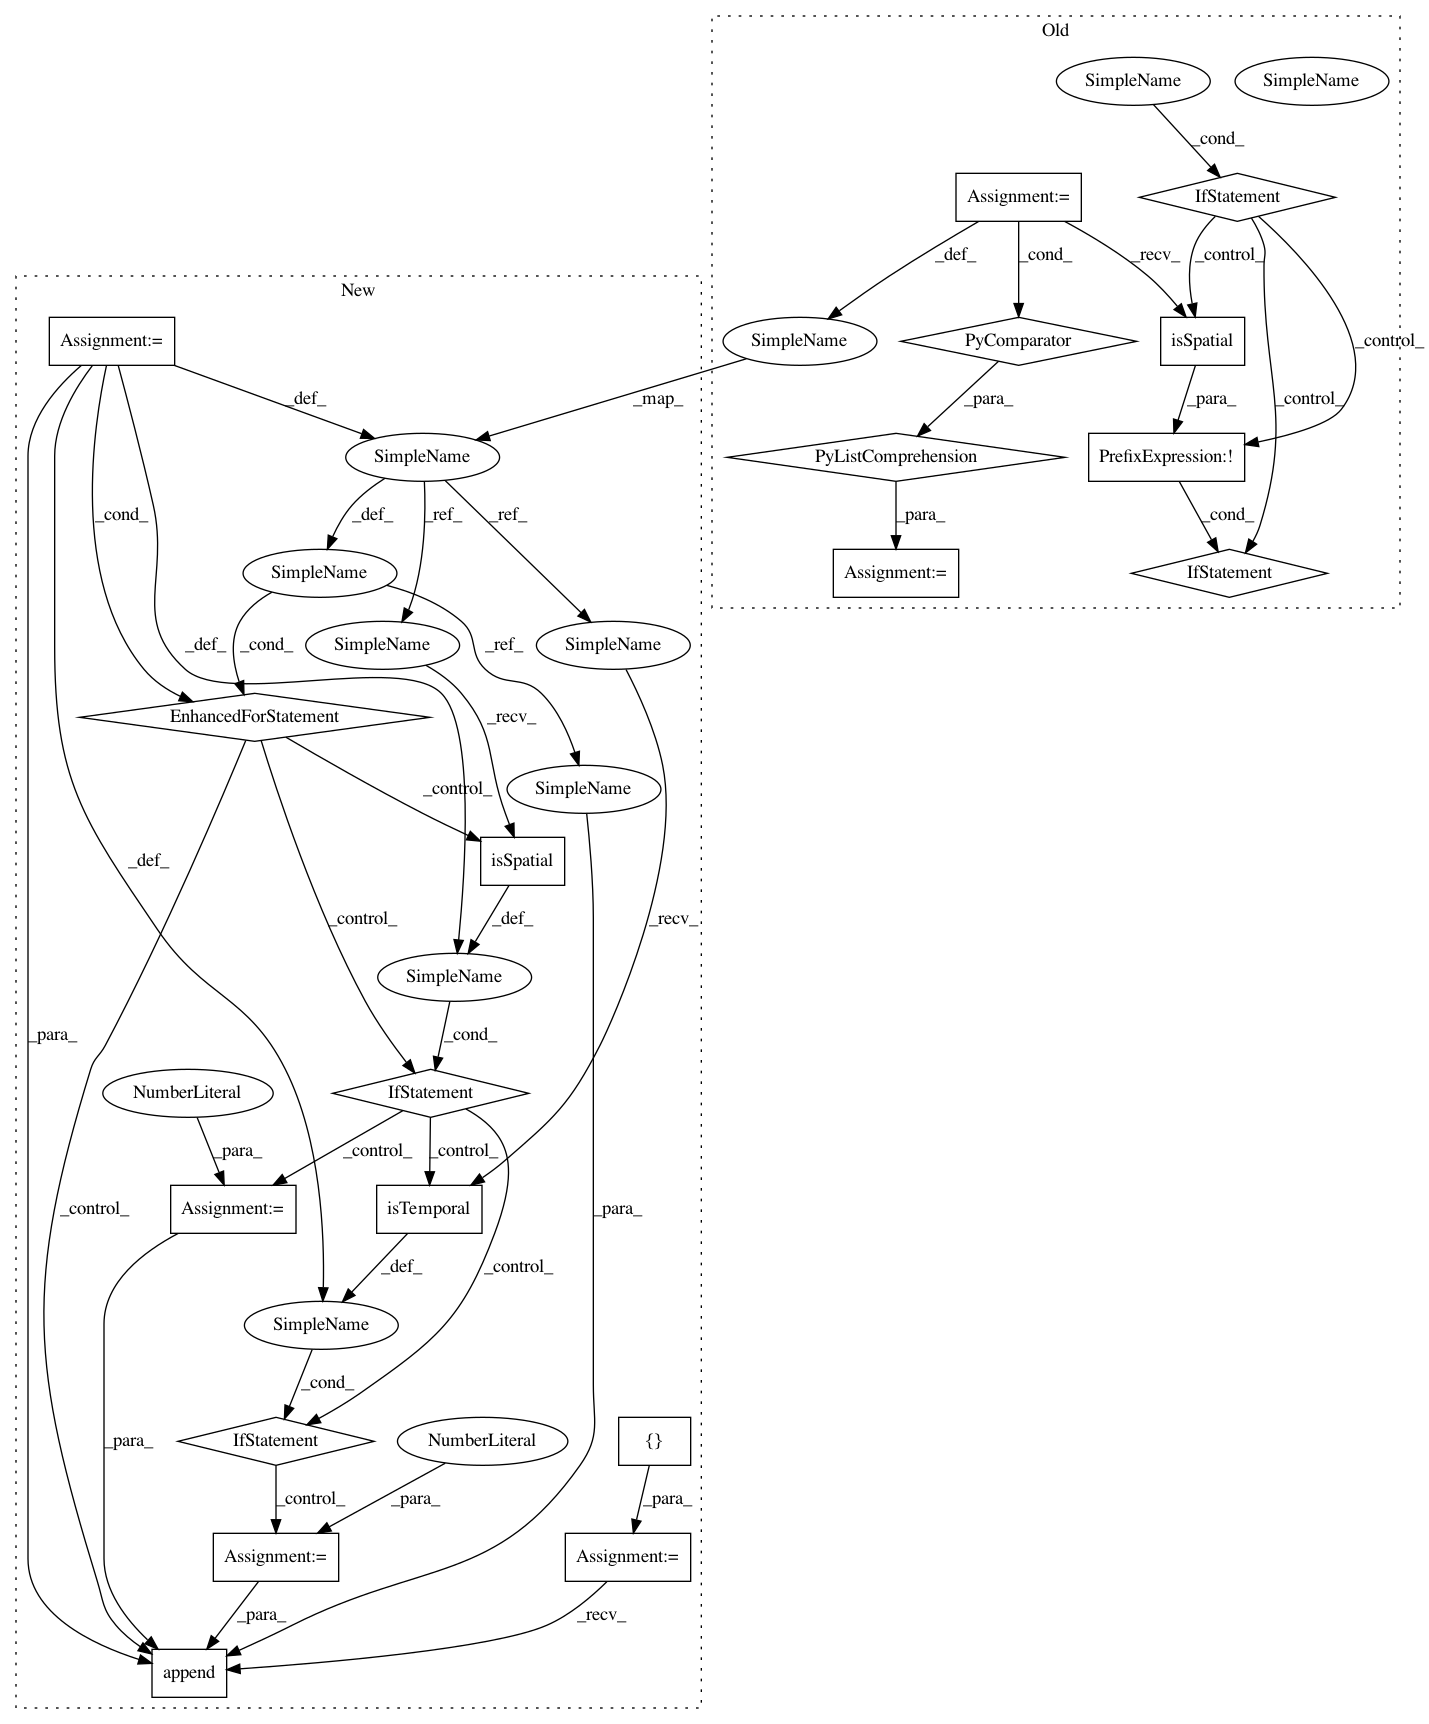 Old
SimpleName
SimpleName
_cond_
Assignment:=
IfStatement
_def_
_cond_
_recv_
_control_
New
Assignment:=
SimpleName
PyComparator
isSpatial
_control_
_def_
_map_
_para_
_para_
_control_
SimpleName
PyListComprehension
PrefixExpression:!
_cond_
_def_
_ref_
_ref_
_para_
_cond_
SimpleName
Assignment:=
IfStatement
_def_
_cond_
SimpleName
_ref_
SimpleName
EnhancedForStatement
_recv_
_control_
SimpleName
_def_
isSpatial
_control_
_def_
_recv_
SimpleName
_para_
_cond_
NumberLiteral
IfStatement
_para_
_control_
_control_
_control_
Assignment:=
isTemporal
_para_
_def_
_control_
SimpleName
_cond_
_para_
IfStatement
NumberLiteral
{}
_control_
_para_
_para_
Assignment:=
Assignment:=
_para_
_recv_
append